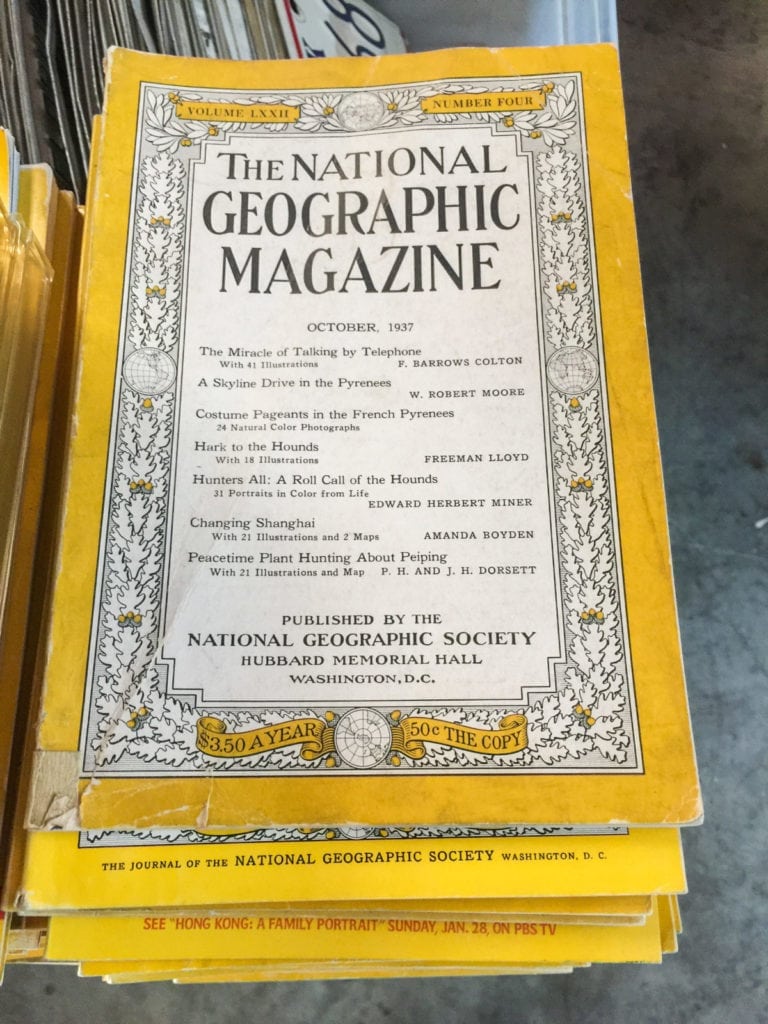 68
VOLUME LXXII
NUMBER FOUR
THE NATIONAL
GEOGRAPHIC
MAGAZINE
OCTOBER, 1937
The Miracle of Talking by Telephone
With 41 Illustrations F. BARROWS COLTON
A Skyline Drive in the Pyrenees
W. ROBERT MOORE
Costume Pageants in the French Pyrenees
24 Natural Color Photographs
Hark to the Hounds
With 18 Illustrations FREEMAN LLOYD
Hunters All: A Roll Call of the Hounds
31 Portraits in Color from Life
EDWARD HERBERT MINER
Changing Shanghai
With 21 Illustrations and 2 Maps AMANDA BOYDEN
Peacetime Plant Hunting About Peiping
With 21 Illustrations and Map P. H. AND J. H. DORSETT
PUBLISHED BY THE
NATIONAL GEOGRAPHIC SOCIETY
HUBBARD MEMORIAL HALL
WASHINGTON, D.C.
$3.50 A YEAR
50c THE COPY
THE JOURNAL OF THE NATIONAL GEOGRAPHIC SOCIETY WASHINGTON, D. C.
SEE "HONG KONG: A FAMILY PORTRAIT" SUNDAY, JAN. 28, ON PBS TV